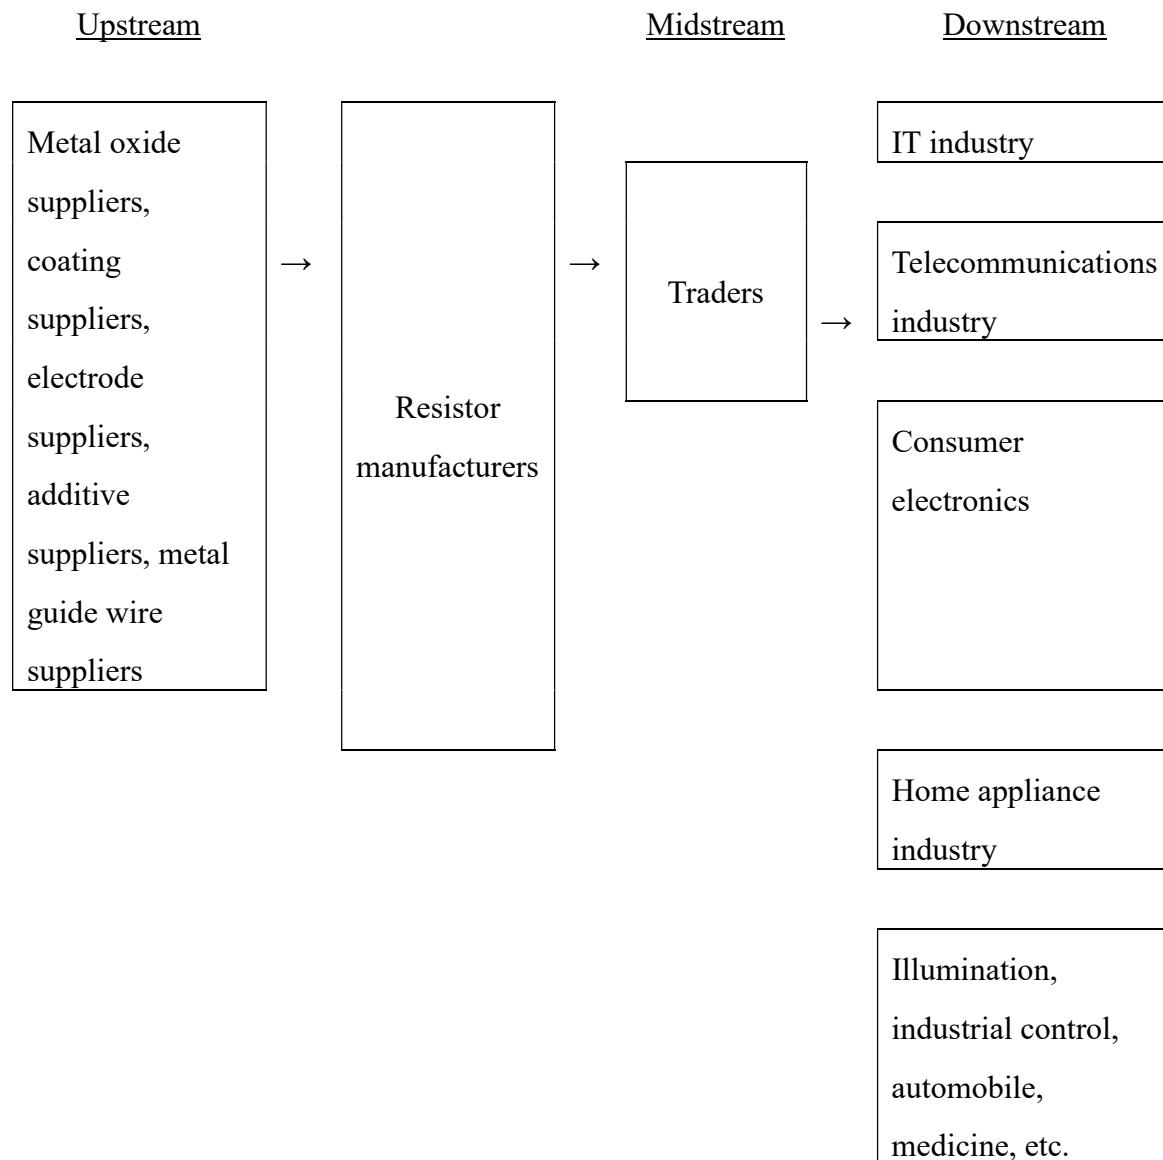 Upstream
Midstream
Downstream
Metal oxide
suppliers,
coating
suppliers,
electrode
suppliers,
additive
suppliers, metal
guide wire
suppliers
→
Resistor
manufacturers
→
Traders
→
IT industry
Telecommunications
industry
Consumer
electronics
Home appliance
industry
Illumination,
industrial control,
automobile,
medicine, etc.